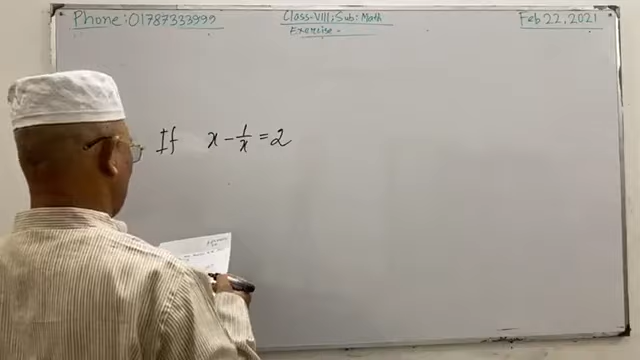 Phone: 01787333999
Class-VIII; Sub: Math
Exercise -
Feb 22, 2021
If x - 1/x = 2